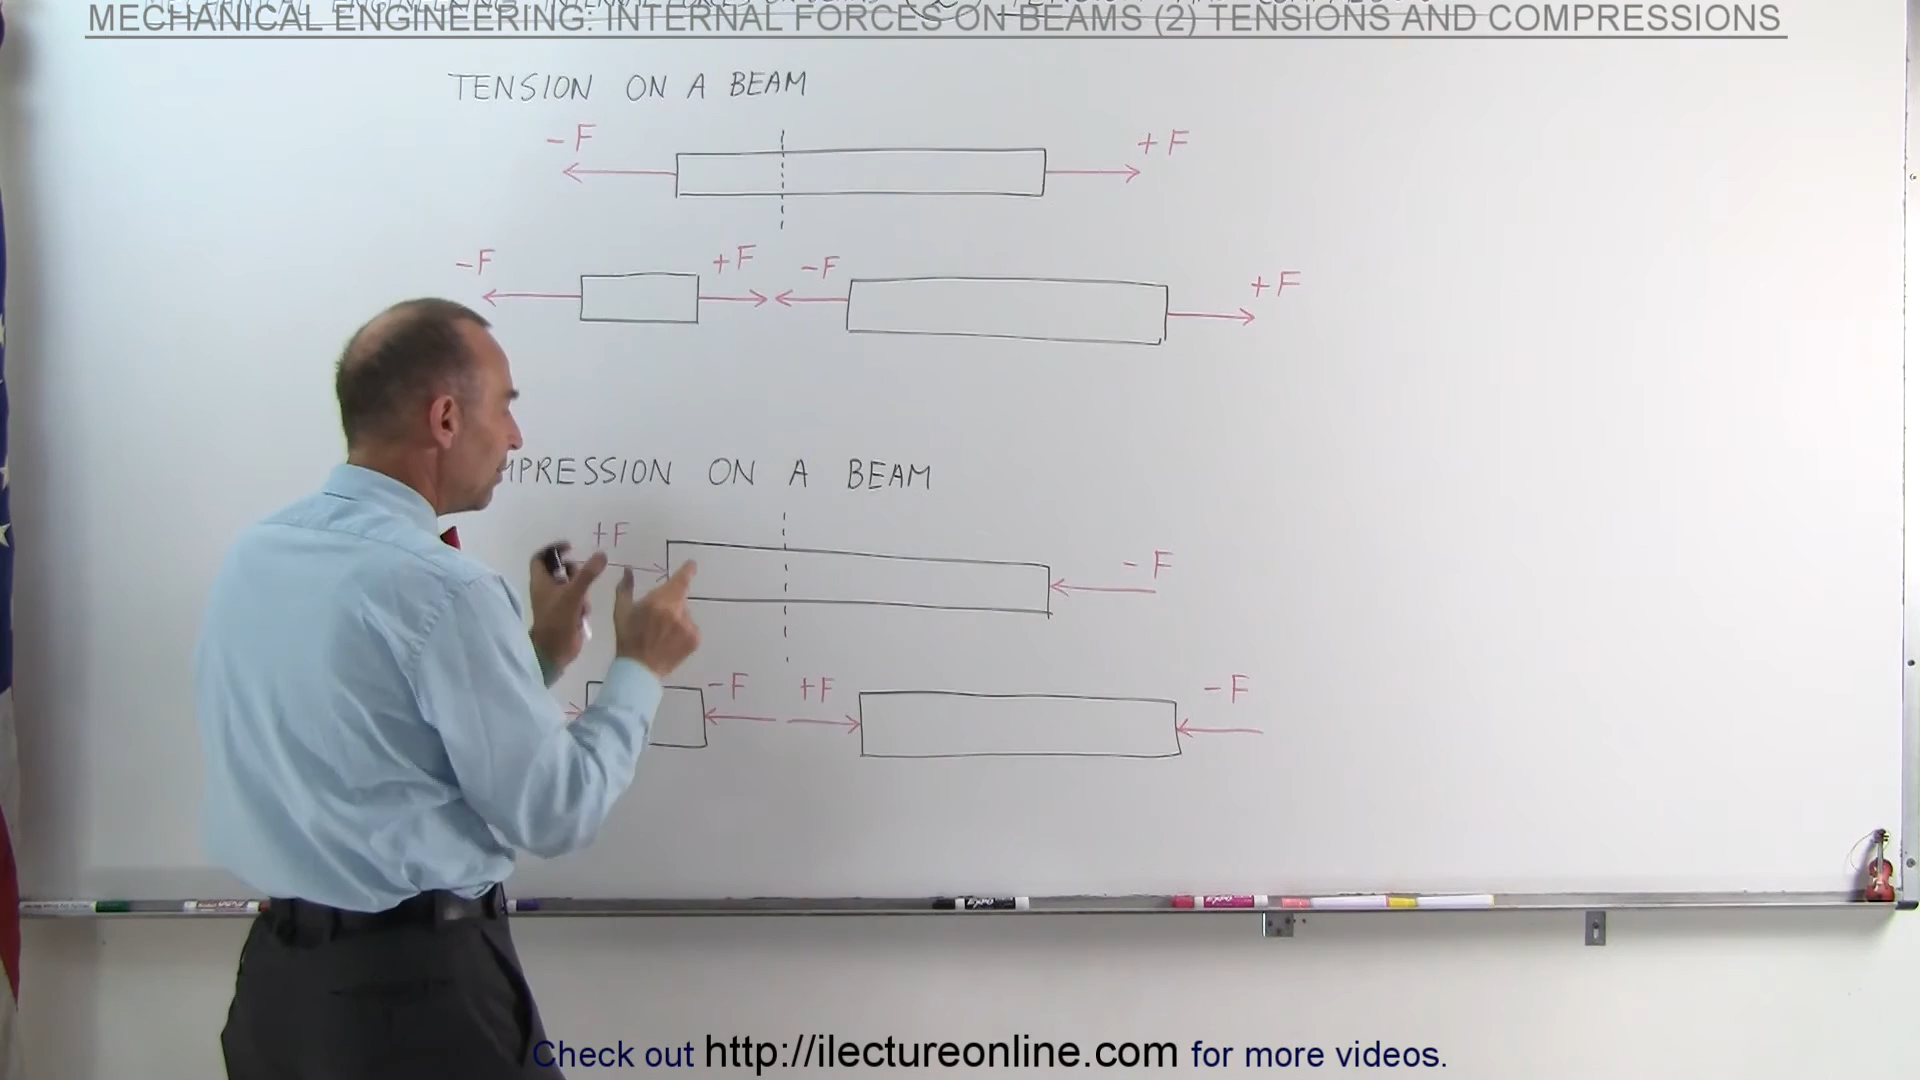 MECHANICAL ENGINEERING: INTERNAL FORCES ON BEAMS (2) TENSIONS AND COMPRESSIONS
TENSION ON A BEAM
-F +F
-F +F -F +F
MPRESSION ON A BEAM
+F -F
-F +F -F
Check out http://ilectureonline.com for more videos.